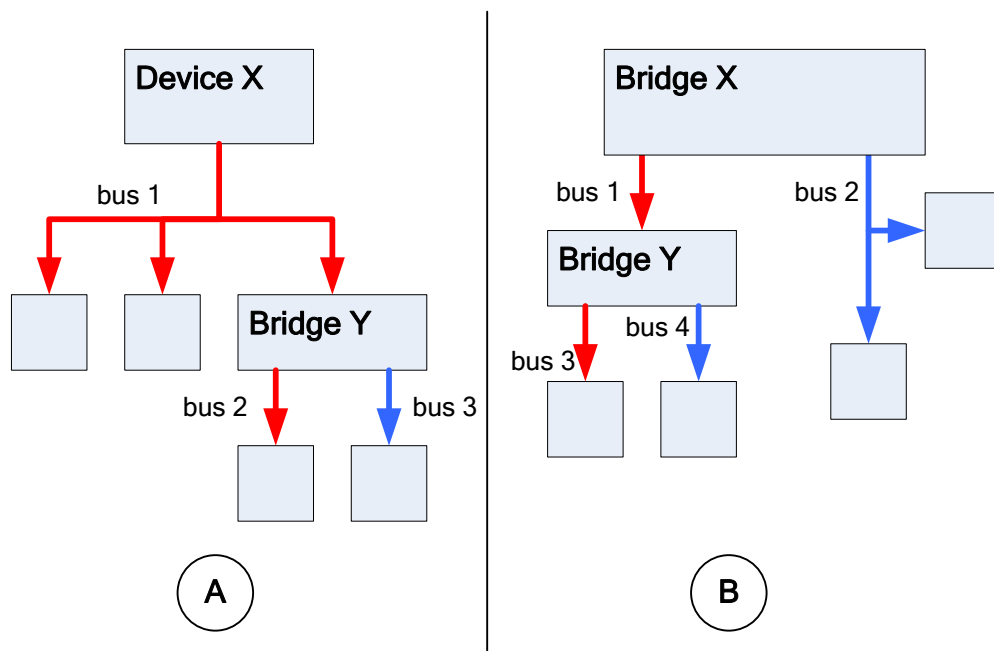 Device X
bus 1
Bridge Y
bus 2
bus 3
A
Bridge X
bus 1
bus 2
Bridge Y
bus 3
bus 4
B